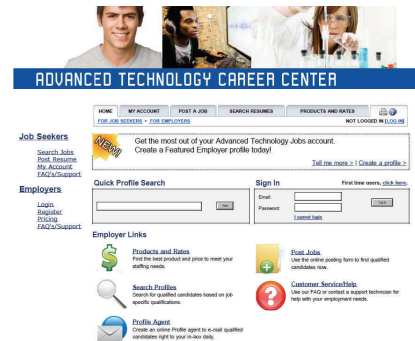 ADVANCED TECHNOLOGY CAREER CENTER
HOME MY ACCOUNT POST A JOB SEARCH RESUMES PRODUCTS AND RATES
FOR JOB SEEKERS • FOR EMPLOYERS NOT LOGGED IN [LOG IN]
Job Seekers
Search Jobs
Post Resume
My Account
FAQ's/Support
Employers
Login
Register
Pricing
FAQ's/Support
NEW!
Get the most out of your Advanced Technology Jobs account.
Create a Featured Employer profile today!
Tell me more > | Create a profile >
Quick Profile Search
Sign In First time users, click here.
Email:
Password:
I cannot login
Employer Links
Products and Rates
Find the best product and price to meet your
staffing needs.
Search Profiles
Search for qualified candidates based on job
specific qualifications.
Profile Agent
Create an online Profile agent to e-mail qualified
candidates right to your in-box daily.
Post Jobs
Use the online posting form to find qualified
candidates now.
Customer Service/Help
Use our FAQ or contact a support technician for
help with your employment needs.